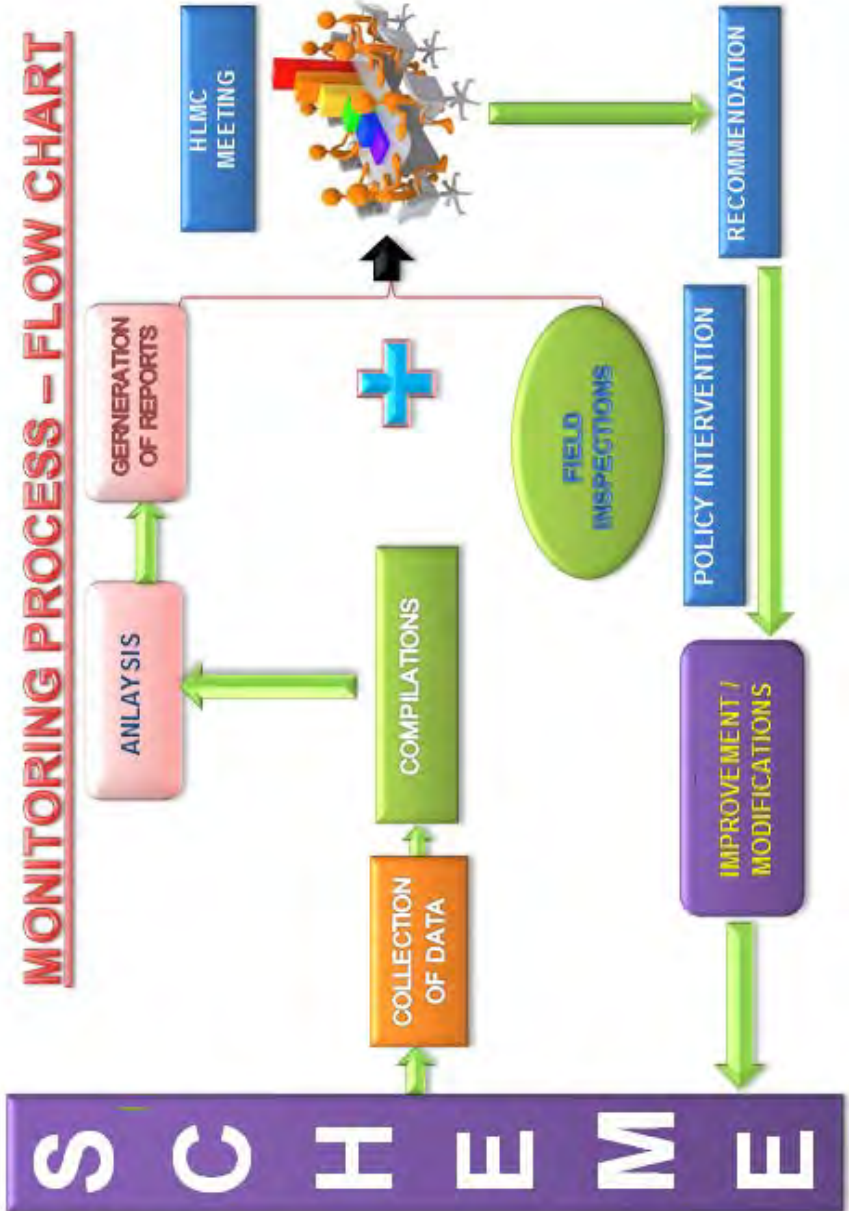 MONITORING PROCESS – FLOW CHART
SCHEME
COLLECTION
OF DATA
COMPILATIONS
ANLAYSIS
GERNERATION
OF REPORTS
FIELD
INSPECTIONS
HLMC
MEETING
RECOMMENDATION
POLICY INTERVENTION
IMPROVEMENT /
MODIFICATIONS